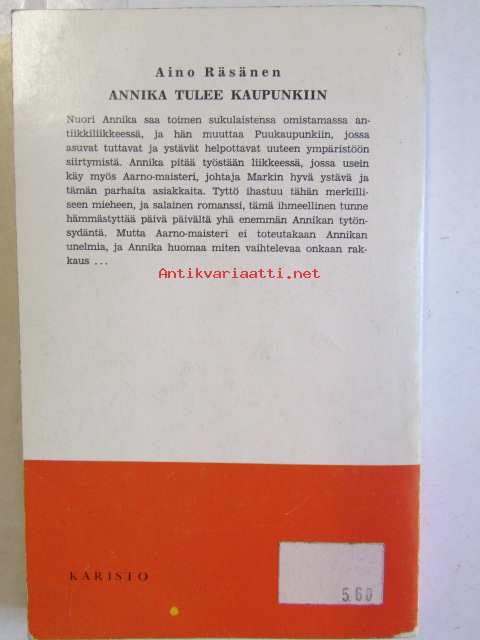 Aino Räsänen
ANNIKA TULEE KAUPUNKIIN
Nuori Annika saa toimen sukulaistensa omistamassa an-
tiikkiliikkeessä, ja hän muuttaa Puukaupunkiin, jossa
asuvat tuttavat ja ystävät helpottavat uuteen ympäristöön
siirtymistä. Annika pitää työstään liikkeessä, jossa usein
käy myös Aarno-maisteri, johtaja Markin hyvä ystävä ja
tämän parhaita asiakkaita. Tyttö ihastuu tähän merkilli-
seen mieheen, ja salainen romanssi, tämä ihmeellinen tunne
hämmästyttää päivä päivältä yhä enemmän Annikan tytön-
sydäntä. Mutta Aarno-maisteri ei toteutakaan Annikan
unelmia, ja Annika huomaa miten vaihtelevaa onkaan rak-
kaus ...
Antikvariaatti.net
KARISTO
5.60